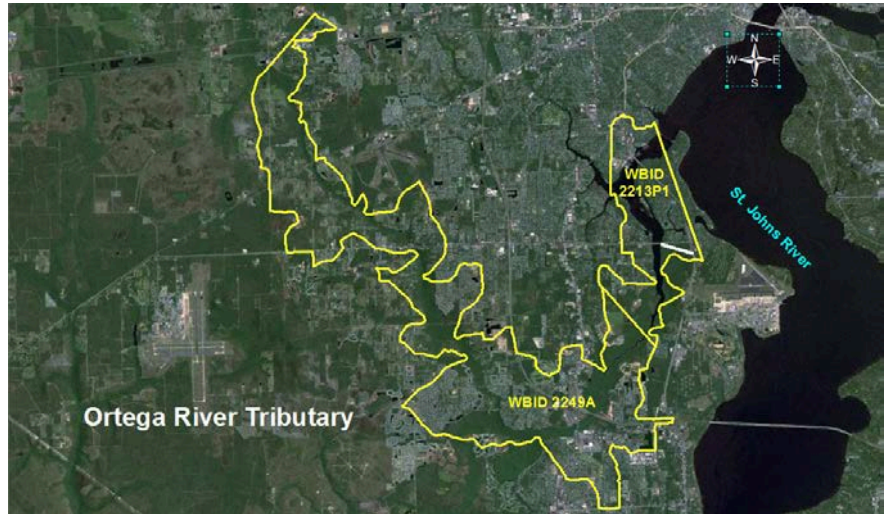 N
W E
S
WBID
2213P1
St. Johns River
WBID 2249A
Ortega River Tributary